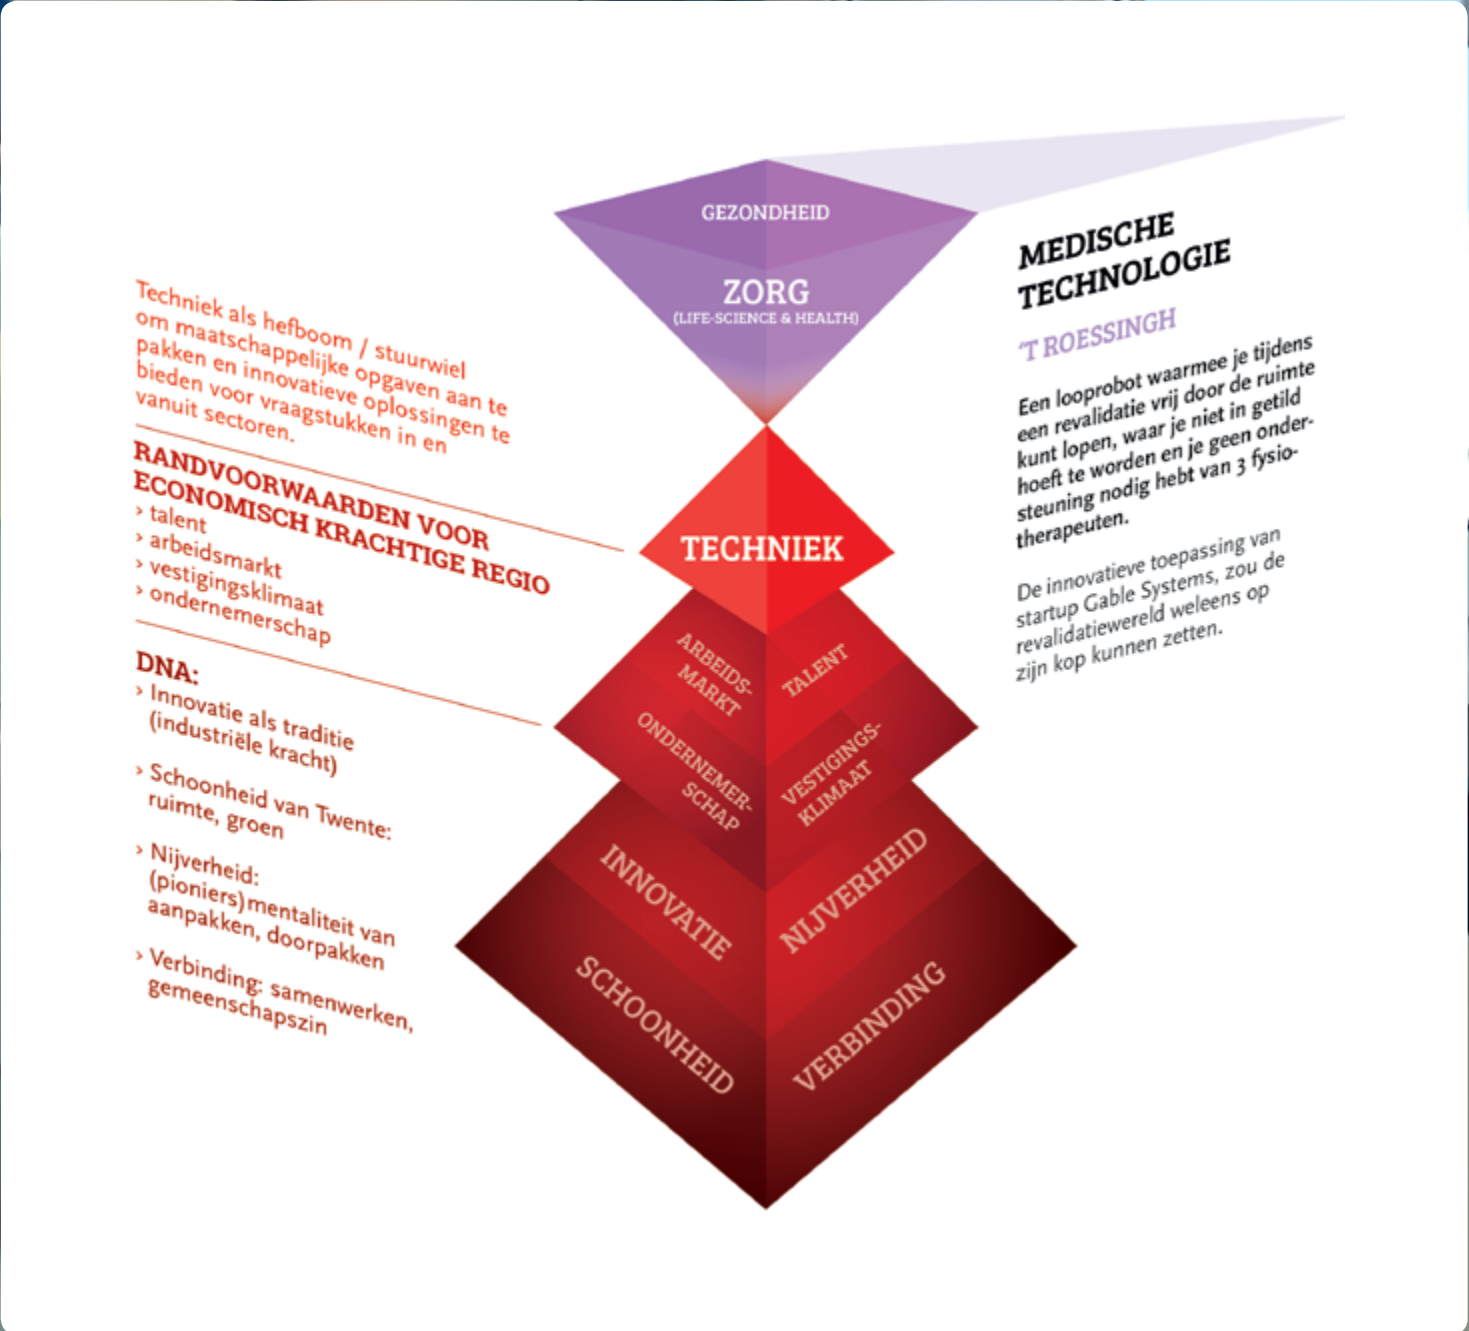 GEZONDHEID
ZORG
(LIFE-SCIENCE & HEALTH)
TECHNIEK
ARBEIDS-
MARKT
TALENT
ONDERNEMER-
SCHAP
VESTIGINGS-
KLIMAAT
INNOVATIE
NIJVERHEID
SCHOONHEID
VERBINDING
Techniek als hefboom / stuurwiel
om maatschappelijke opgaven aan te
pakken en innovatieve oplossingen te
bieden voor vraagstukken in en
vanuit sectoren.
RANDVOORWAARDEN VOOR
ECONOMISCH KRACHTIGE REGIO
› talent
› arbeidsmarkt
› vestigingsklimaat
› ondernemerschap
DNA:
› Innovatie als traditie
(industriële kracht)
› Schoonheid van Twente:
ruimte, groen
› Nijverheid:
(pioniers)mentaliteit van
aanpakken, doorpakken
› Verbinding: samenwerken,
gemeenschapszin
MEDISCHE
TECHNOLOGIE
'T ROESSINGH
Een looprobot waarmee je tijdens
een revalidatie vrij door de ruimte
kunt lopen, waar je niet in getild
hoeft te worden en je geen onder-
steuning nodig hebt van 3 fysio-
therapeuten.
De innovatieve toepassing van
startup Gable Systems, zou de
revalidatiewereld weleens op
zijn kop kunnen zetten.